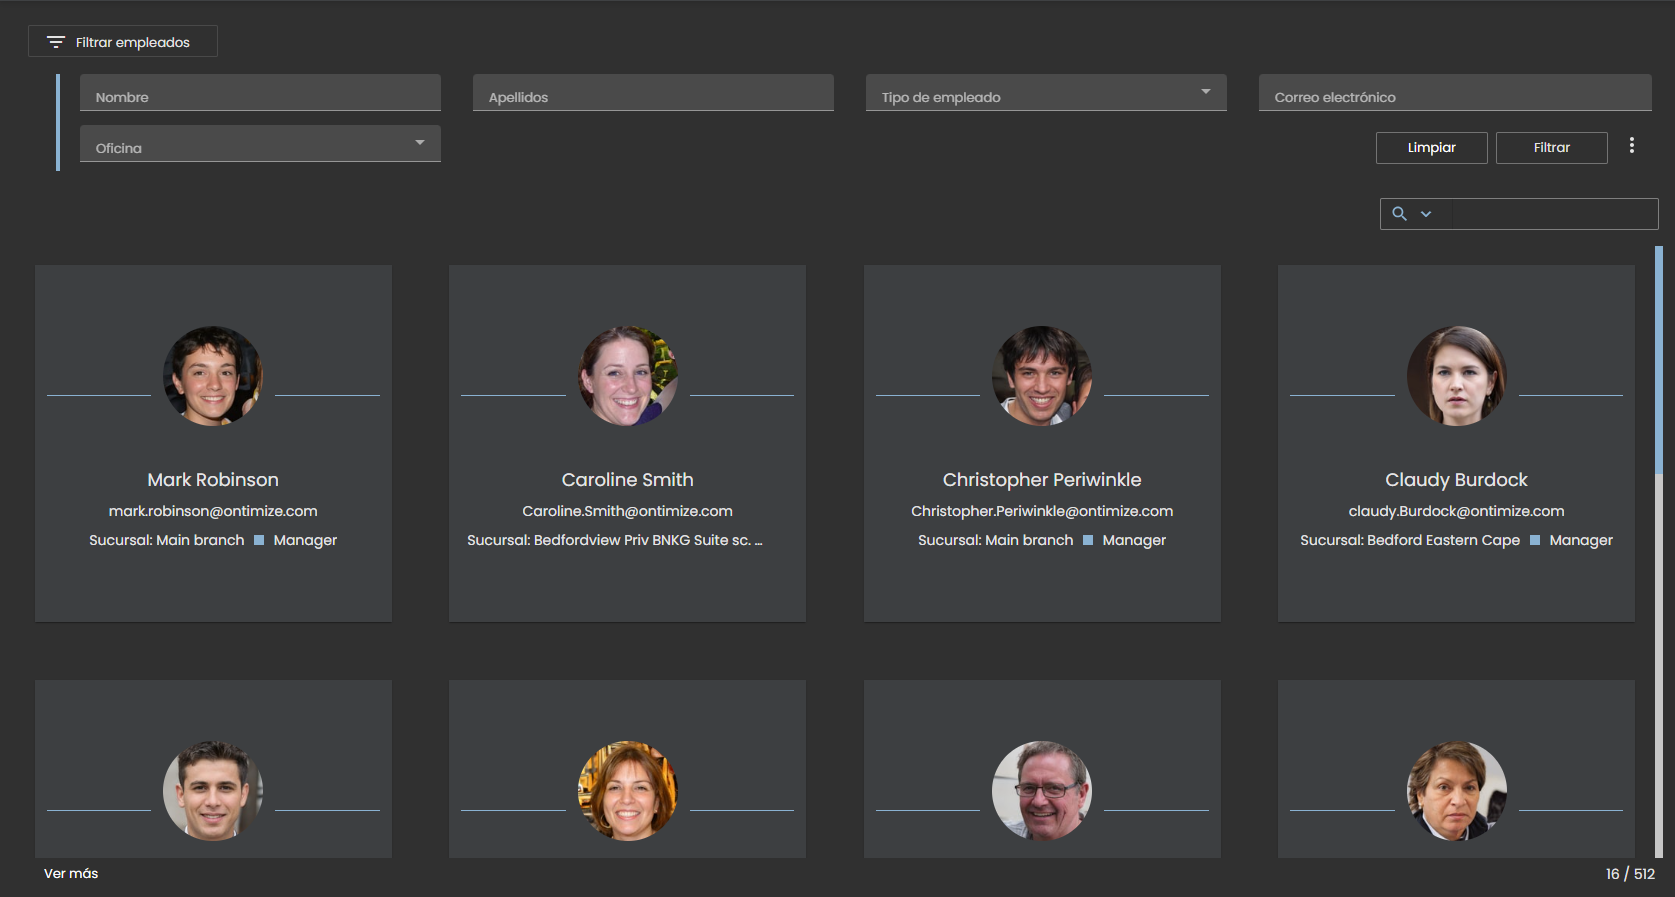 Filtrar empleados
Nombre
Apellidos
Tipo de empleado
Correo electrónico
Oficina
Limpiar
Filtrar
Mark Robinson
mark.robinson@ontimize.com
Sucursal: Main branch Manager
Caroline Smith
Caroline.Smith@ontimize.com
Sucursal: Bedfordview Priv BNKG Suite sc. ...
Christopher Periwinkle
Christopher.Periwinkle@ontimize.com
Sucursal: Main branch Manager
Claudy Burdock
claudy.Burdock@ontimize.com
Sucursal: Bedford Eastern Cape Manager
Ver más
16 / 512